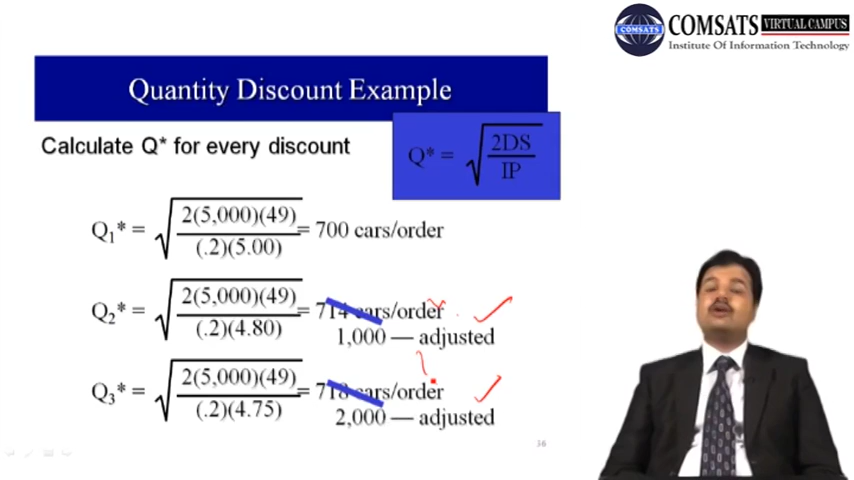 COMSATS VIRTUAL CAMPUS
COMSATS
Institute Of Information Technology
Quantity Discount Example
Calculate Q* for every discount
Q* = √(2DS / IP)
Q₁* = √(2(5,000)(49) / (.2)(5.00)) = 700 cars/order
Q₂* = √(2(5,000)(49) / (.2)(4.80)) = 714 cars/order
1,000 — adjusted
Q₃* = √(2(5,000)(49) / (.2)(4.75)) = 718 cars/order
2,000 — adjusted
36